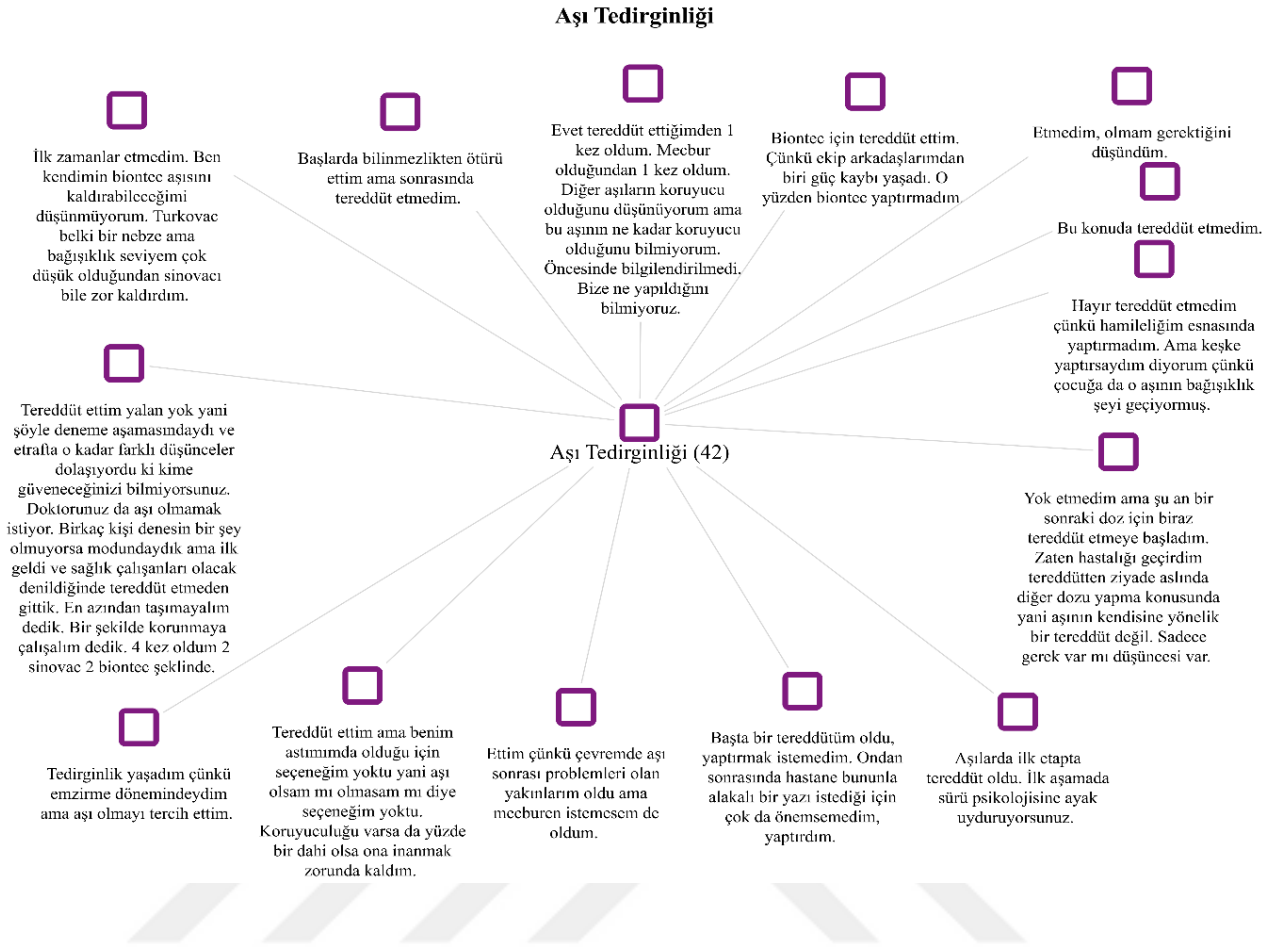 Aşı Tedirginliği
İlk zamanlar etmedim. Ben
kendimin biontec aşısını
kaldırabileceğimi
düşünmüyorum. Turkovac
belki bir nebze ama
bağışıklık seviyem çok
düşük olduğundan sinovacı
bile zor kaldırdım.
Başlarda bilinmezlikten ötürü
ettim ama sonrasında
tereddüt etmedim.
Evet tereddüt ettiğimden 1
kez oldum. Mecbur
olduğundan 1 kez oldum.
Diğer aşıların koruyucu
olduğunu düşünüyorum ama
bu aşının ne kadar koruyucu
olduğunu bilmiyorum.
Öncesinde bilgilendirilmedi.
Bize ne yapıldığını
bilmiyoruz.
Biontec için tereddüt ettim.
Çünkü ekip arkadaşlarımdan
biri güç kaybı yaşadı. O
yüzden biontec yaptırmadım.
Etmedim, olmam gerektiğini
düşündüm.
Bu konuda tereddüt etmedim.
Hayır tereddüt etmedim
çünkü hamileliğim esnasında
yaptırmadım. Ama keşke
yaptırsaydım diyorum çünkü
çocuğa da o aşının bağışıklık
şeyi geçiyormuş.
Tereddüt ettim yalan yok yani
şöyle deneme aşamasındaydı ve
etrafta o kadar farklı düşünceler
dolaşıyordu ki kime
güveneceğinizi bilmiyorsunuz.
Doktorunuz da aşı olmamak
istiyor. Birkaç kişi denesin bir şey
olmuyorsa modundaydık ama ilk
geldi ve sağlık çalışanları olacak
denildiğinde tereddüt etmeden
gittik. En azından taşımayalım
dedik. Bir şekilde korunmaya
çalışalım dedik. 4 kez oldum 2
sinovac 2 biontec şeklinde.
Aşı Tedirginliği (42)
Yok etmedim ama şu an bir
sonraki doz için biraz
tereddüt etmeye başladım.
Zaten hastalığı geçirdim
tereddütten ziyade aslında
diğer dozu yapma konusunda
yani aşının kendisine yönelik
bir tereddüt değil. Sadece
gerek var mı düşüncesi var.
Tedirginlik yaşadım çünkü
emzirme dönemindeydim
ama aşı olmayı tercih ettim.
Tereddüt ettim ama benim
astımımda olduğu için
seçeneğim yoktu yani aşı
olsam mı olmasam mı diye
seçeneğim yoktu.
Koruyuculuğu varsa da yüzde
bir dahi olsa ona inanmak
zorunda kaldım.
Ettim çünkü çevremde aşı
sonrası problemleri olan
yakınlarım oldu ama
mecburen istemesem de
oldum.
Başta bir tereddütüm oldu,
yaptırmak istemedim. Ondan
sonrasında hastane bununla
alakalı bir yazı istediği için
çok da önemsemedim,
yaptırdım.
Aşılarda ilk etapta
tereddüt oldu. İlk aşamada
sürü psikolojisine ayak
uyduruyorsunuz.